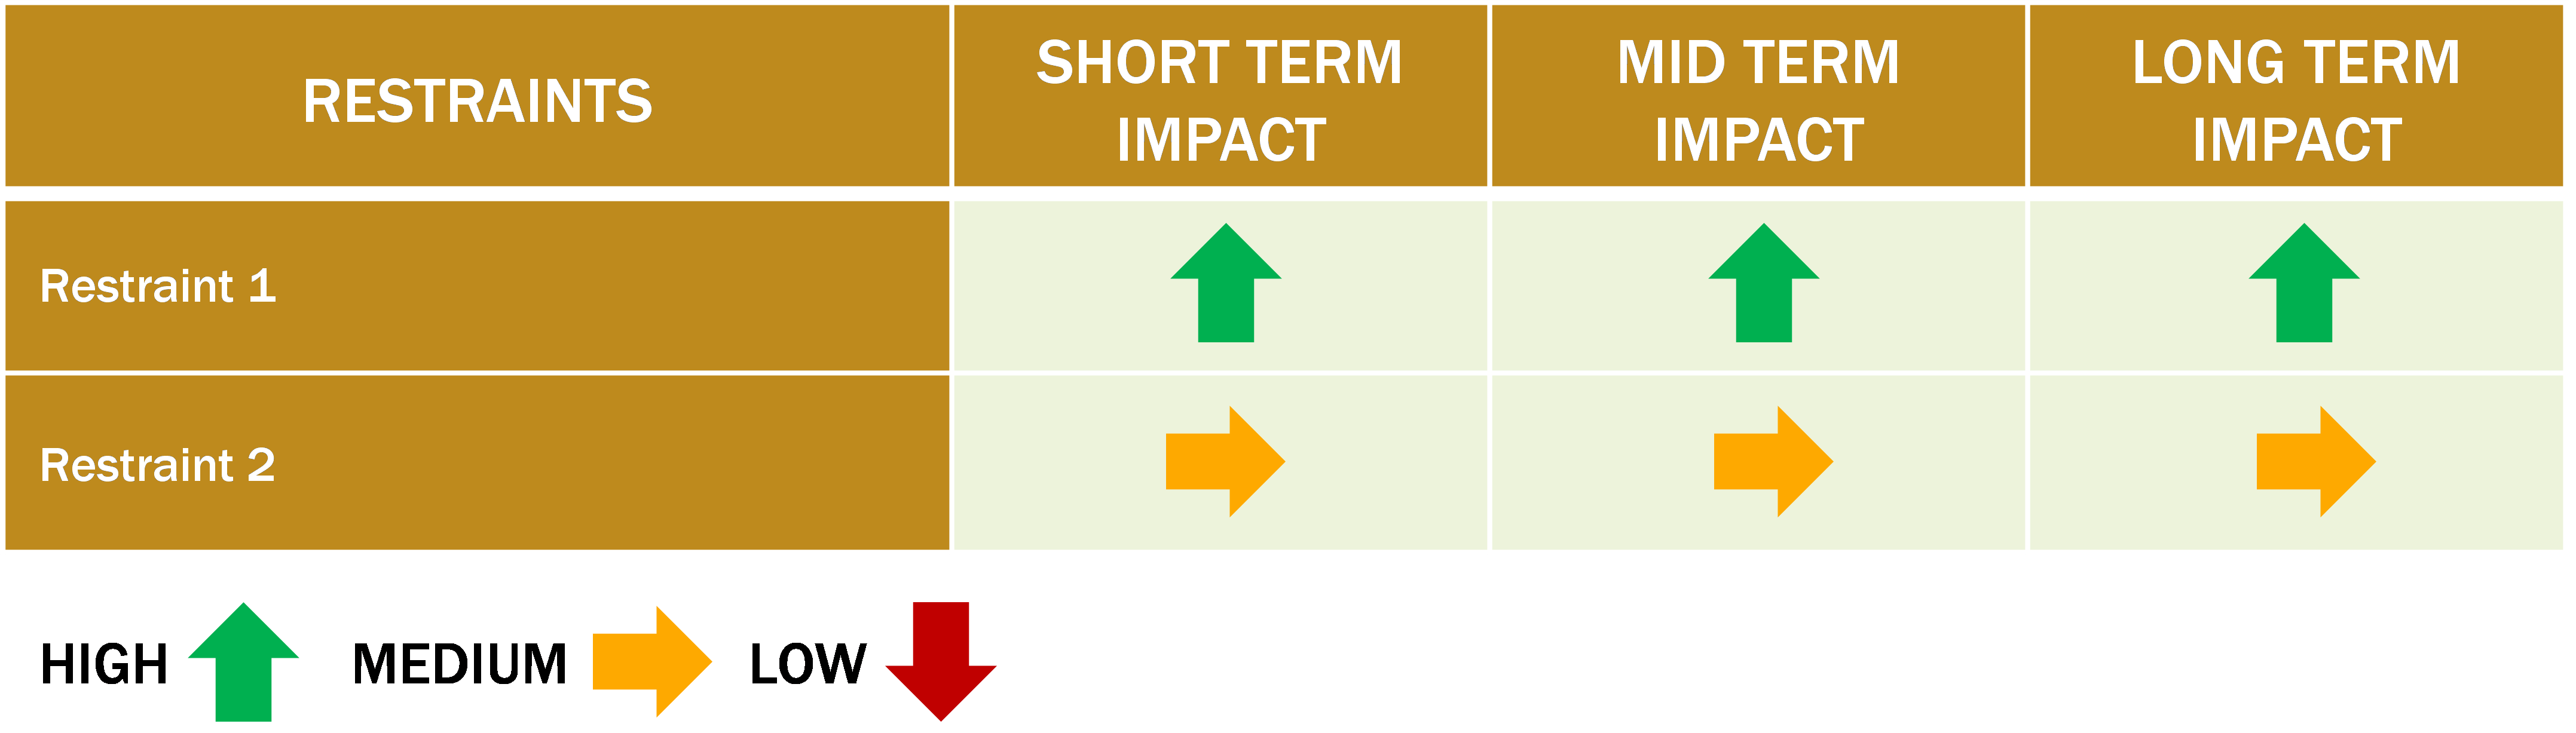 RESTRAINTS
SHORT TERM
IMPACT
MID TERM
IMPACT
LONG TERM
IMPACT
Restraint 1
Restraint 2
HIGH
MEDIUM
LOW